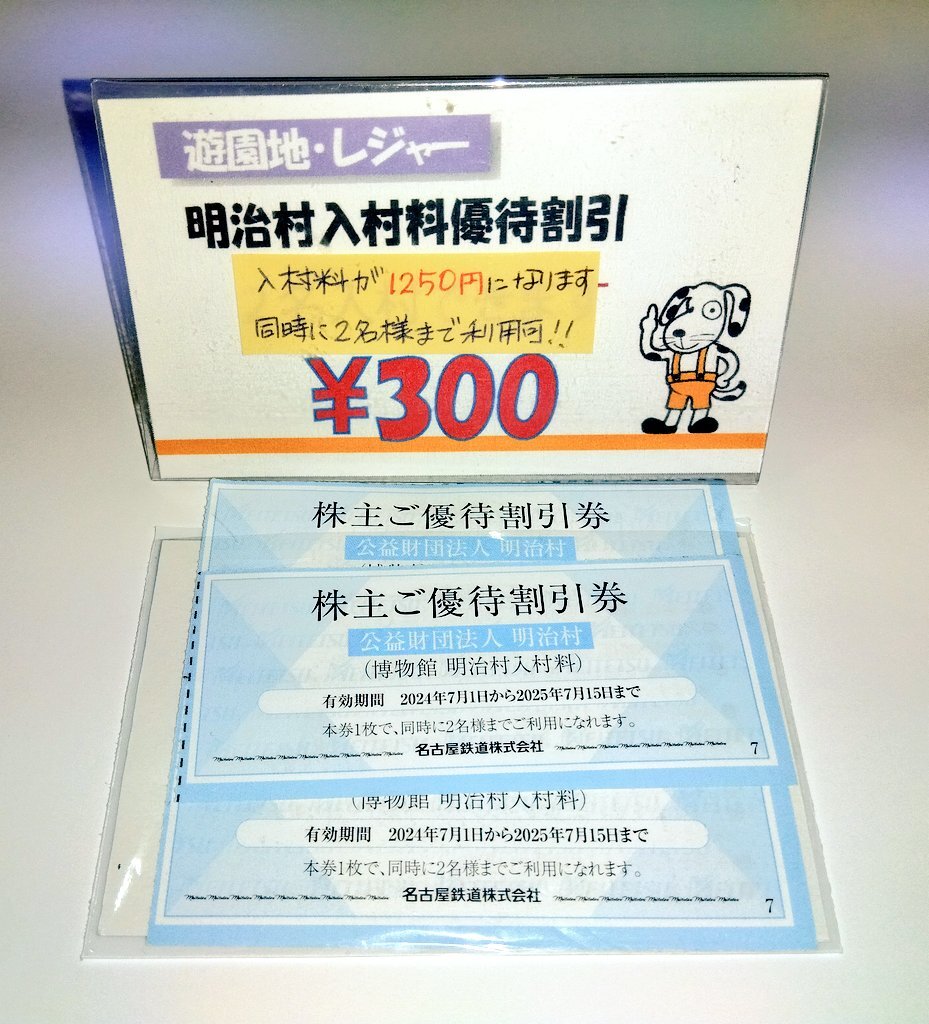 遊園地・レジャー
明治村入村料優待割引
入村料が1250円になります
同時に2名様まで利用可!!
¥300
株主ご優待割引券
公益財団法人 明治村
株主ご優待割引券
公益財団法人 明治村
(博物館 明治村入村料)
有効期間 2024年7月1日から2025年7月15日まで
本券1枚で、同時に2名様までご利用になれます。
名古屋鉄道株式会社
7
(博物館 明治村入村料)
有効期間 2024年7月1日から2025年7月15日まで
本券1枚で、同時に2名様までご利用になれます。
名古屋鉄道株式会社
7